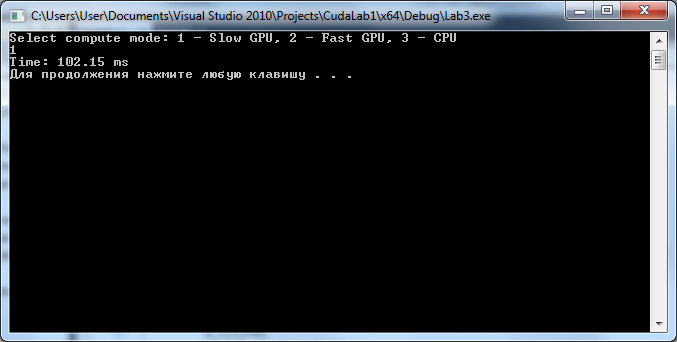 C:\Users\User\Documents\Visual Studio 2010\Projects\CudaLab1\x64\Debug\Lab3.exe
Select compute mode: 1 - Slow GPU, 2 - Fast GPU, 3 - CPU
1
Time: 102.15 ms
Для продолжения нажмите любую клавишу . . .